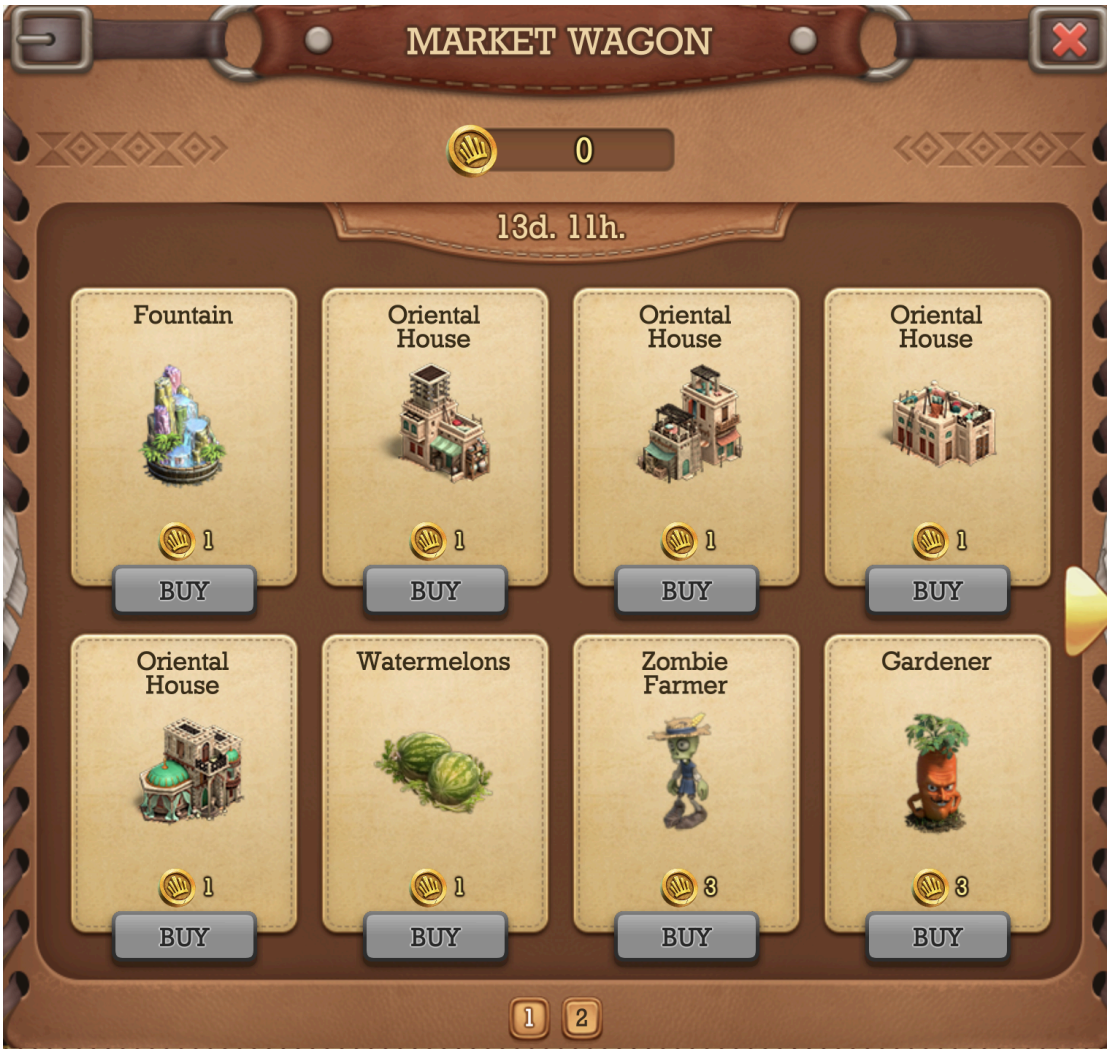 MARKET WAGON
0
13d. 11h.
Fountain
1
BUY
Oriental
House
1
BUY
Oriental
House
1
BUY
Oriental
House
1
BUY
Oriental
House
1
BUY
Watermelons
1
BUY
Zombie
Farmer
3
BUY
Gardener
3
BUY
1 2